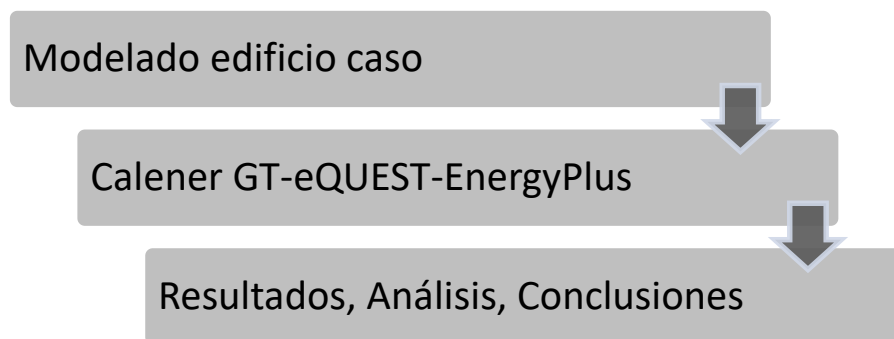 Modelado edificio caso
Calener GT-eQUEST-EnergyPlus
Resultados, Análisis, Conclusiones